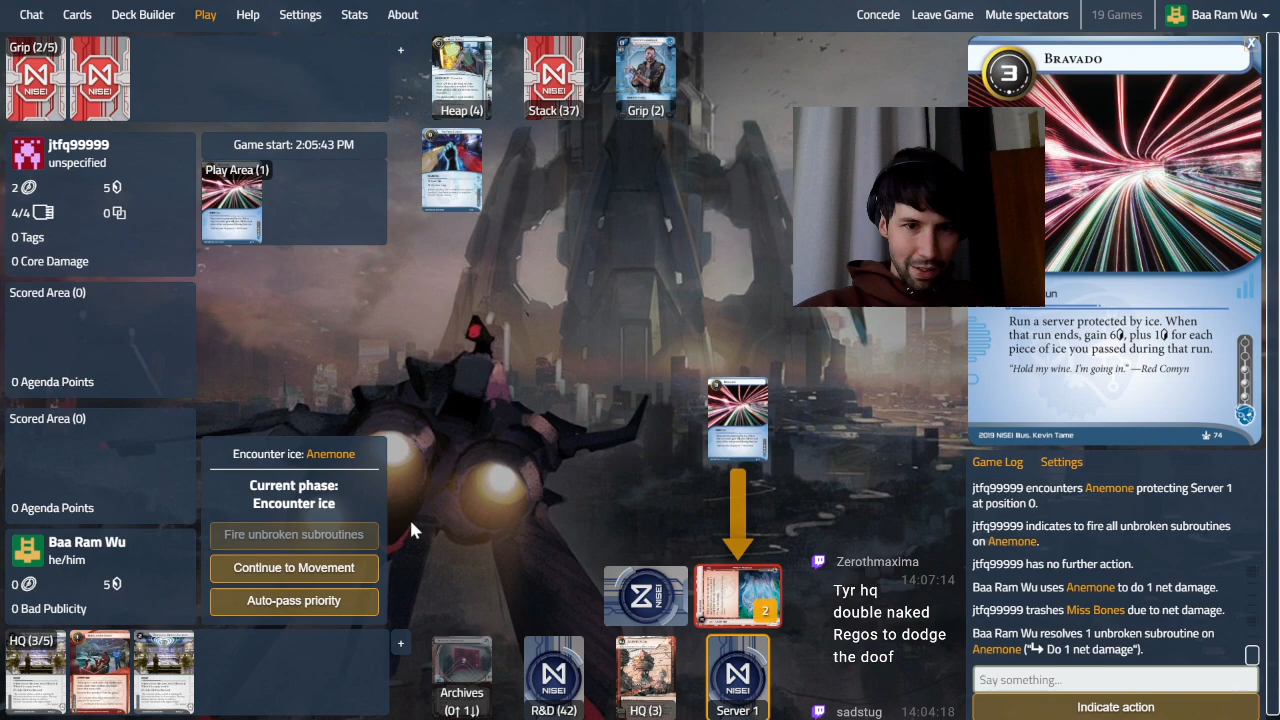 Chat
Cards
Deck Builder
Play
Help
Settings
Stats
About
Concede
Leave Game
Mute spectators
19 Games
Baa Ram Wu
Grip (2/5)
NISEI
NISEI
+
Heap (4)
NISEI
Stack (37)
Grip (2)
X
3
BRAVADO
un
Run a server protected by ice. When
that run ends, gain 6, plus 1 for each
piece of ice you passed during that run.
"Hold my wine. I'm going in." —Red Comyn
2019 NISEI Illus. Kevin Tame
74
jtfq99999
unspecified
2
5
4/4
0
0 Tags
0 Core Damage
Game start: 2:05:43 PM
Play Area (1)
Scored Area (0)
0 Agenda Points
Scored Area (0)
0 Agenda Points
BRAVADO
Encounter ice: Anemone
Current phase:
Encounter ice
Fire unbroken subroutines
Continue to Movement
Auto-pass priority
Baa Ram Wu
he/him
0
5
0 Bad Publicity
HQ (3/5)
+
NISEI
2
Archives
(0↑ 1↓)
NISEI
R&D (42)
HQ (3)
NISEI
Server 1
Zerothmaxima
14:07:14
Tyr hq
double naked
Regos to dodge
the doof
sadstug
14:04:18
Game Log
Settings
jtfq99999 encounters Anemone protecting Server 1
at position 0.
jtfq99999 indicates to fire all unbroken subroutines
on Anemone.
jtfq99999 has no further action.
Baa Ram Wu uses Anemone to do 1 net damage.
jtfq99999 trashes Miss Bones due to net damage.
Baa Ram Wu resolves 1 unbroken subroutine on
Anemone ("↳ Do 1 net damage").
Say something...
Indicate action